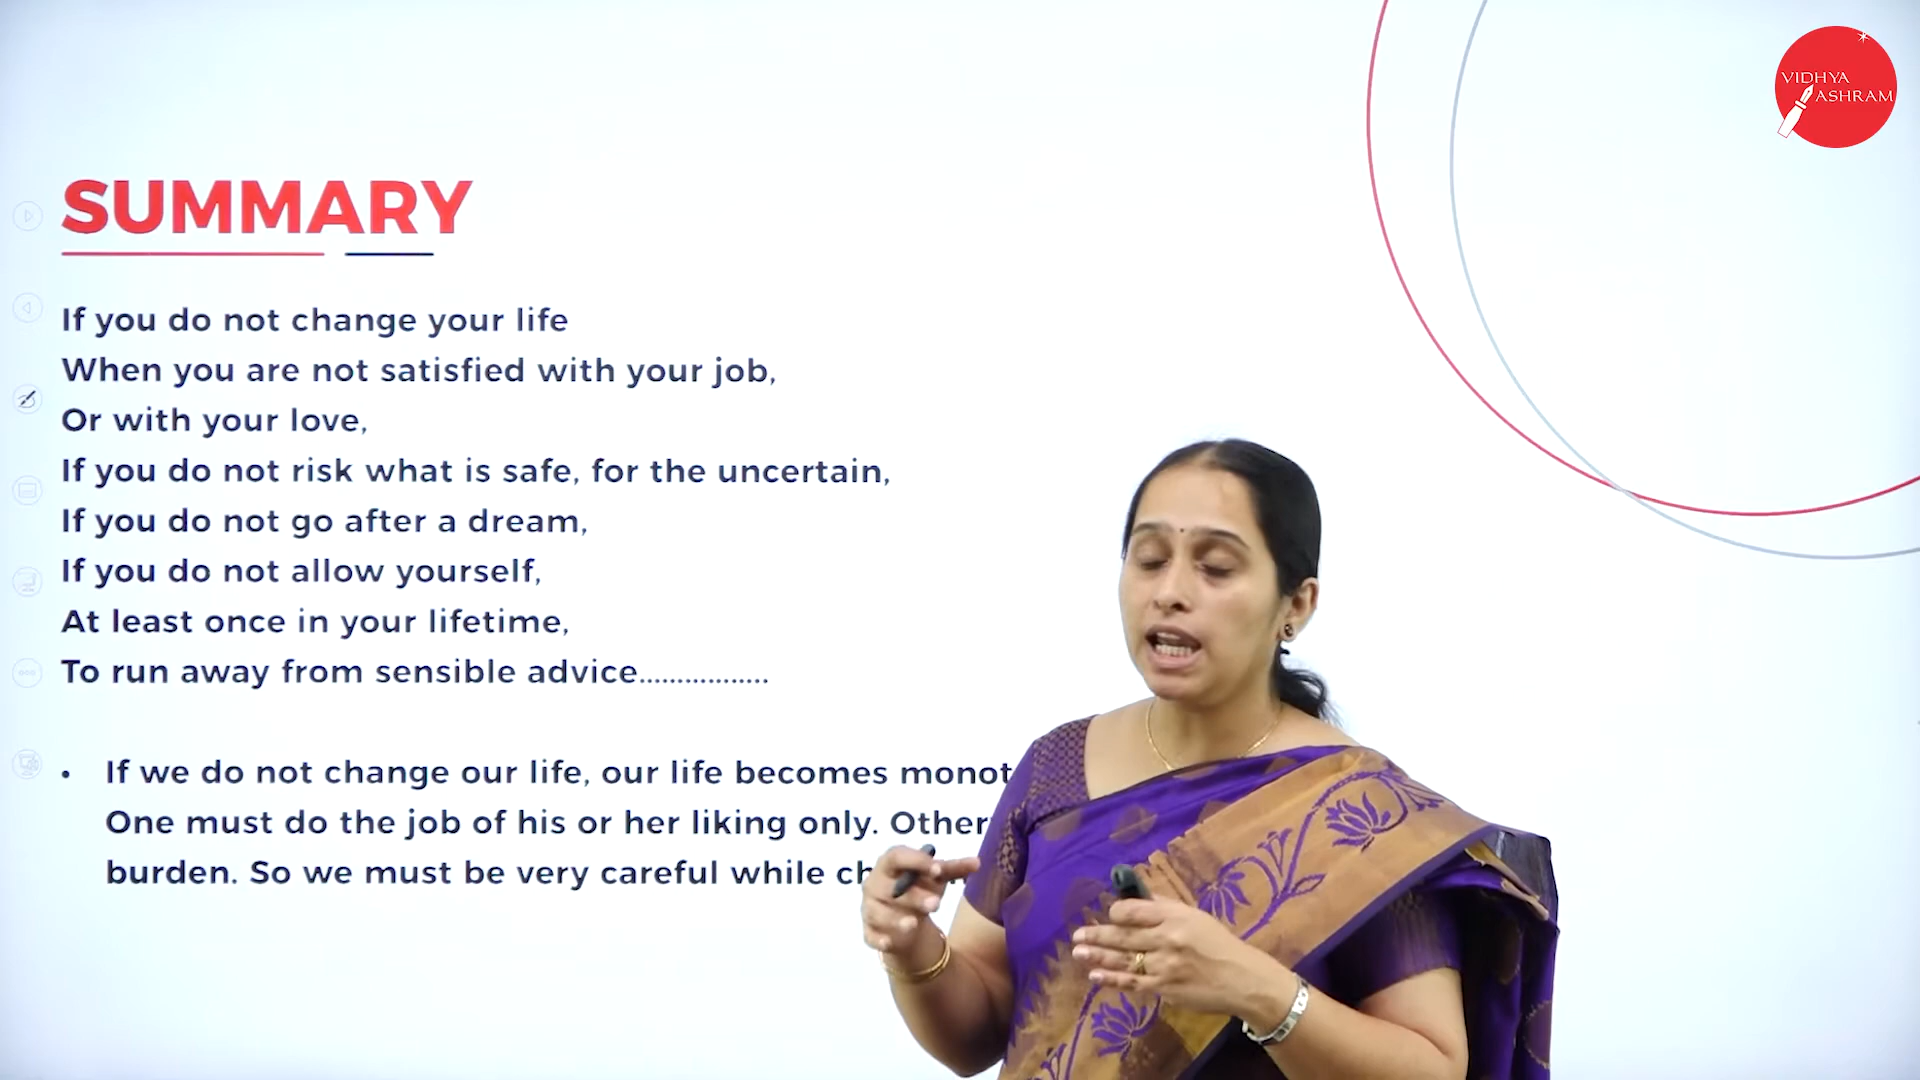 VIDHYA
ASHRAM
SUMMARY
If you do not change your life
When you are not satisfied with your job,
Or with your love,
If you do not risk what is safe, for the uncertain,
If you do not go after a dream,
If you do not allow yourself,
At least once in your lifetime,
To run away from sensible advice.................
• If we do not change our life, our life becomes
One must do the job of his or her liking only.
burden. So we must be very careful while